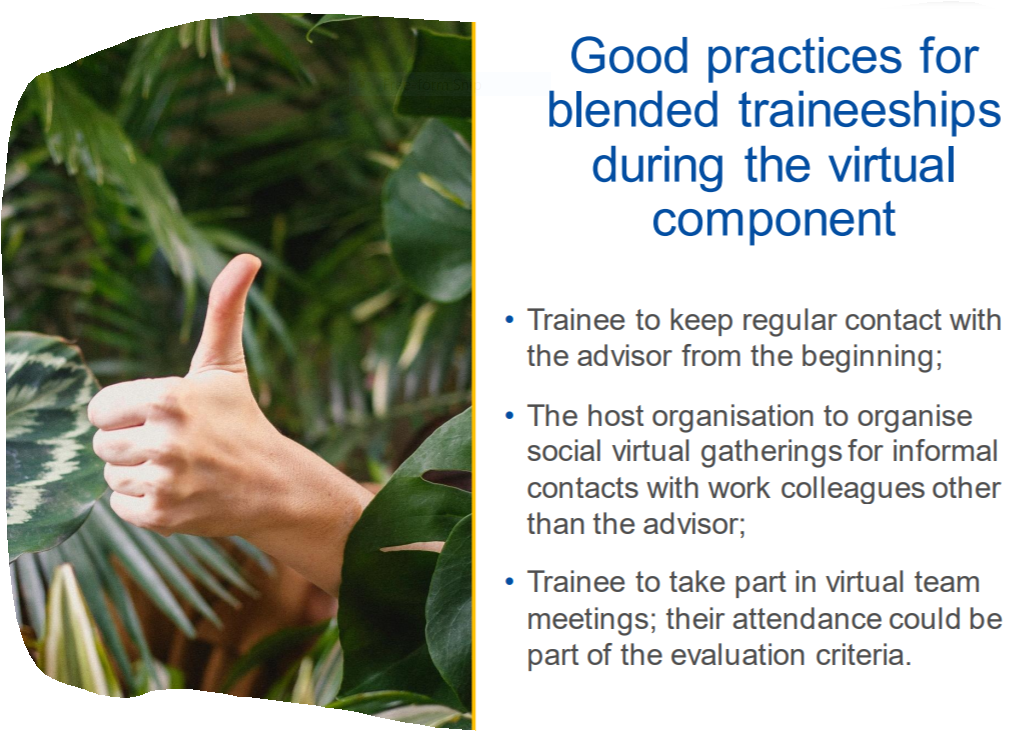 Good practices for
blended traineeships
during the virtual
component
• Trainee to keep regular contact with
the advisor from the beginning;
• The host organisation to organise
social virtual gatherings for informal
contacts with work colleagues other
than the advisor;
• Trainee to take part in virtual team
meetings; their attendance could be
part of the evaluation criteria.